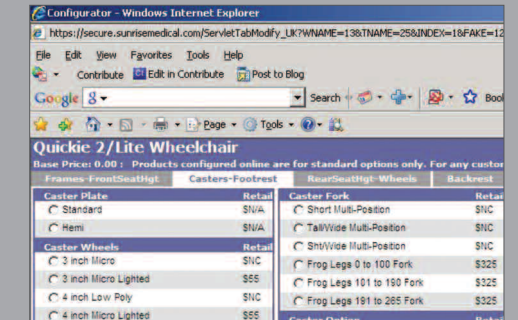 Configurator - Windows Internet Explorer
https://secure.sunrisemedical.com/ServletTabModify_UK?WNAME=13&TNAME=25&INDEX=1&FAKE=12
File Edit View Favorites Tools Help
Contribute Edit in Contribute Post to Blog
Google Search Bool
Page Tools
Quickie 2/Lite Wheelchair
Base Price: 0.00 : Products configured online are for standard options only. For any custor
Frames-FrontSeatHgt Casters-Footrest RearSeatHgt-Wheels Backrest
Caster Plate Retail Caster Fork Retai
Standard $N/A Short Multi-Position $NC
Hemi $N/A Tall/Wide Multi-Position $NC
Caster Wheels Retail Sht/Wide Multi-Position $NC
3 inch Micro $NC Frog Legs 0 to 100 Fork $325
3 inch Micro Lighted $55 Frog Legs 101 to 190 Fork $325
4 inch Low Poly $NC Frog Legs 191 to 265 Fork $325
4 inch Micro Lighted $55 Caster Option Retai